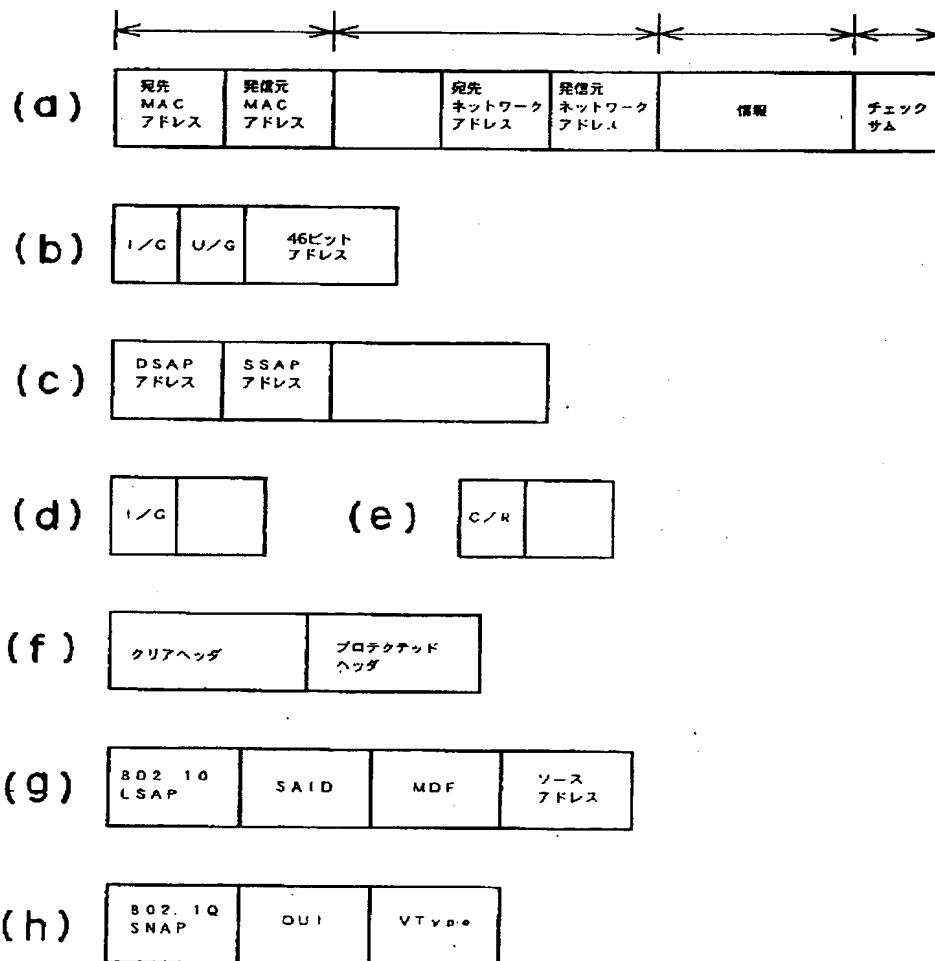 (a)
宛先
MAC
アドレス
発信元
MAC
アドレス
宛先
ネットワーク
アドレス
発信元
ネットワーク
アドレス
情報
チェック
サム
(b)
I/G
U/G
46ビット
アドレス
(c)
DSAP
アドレス
SSAP
アドレス
(d)
I/G
(e)
C/R
(f)
クリアヘッダ
プロテクテッド
ヘッダ
(g)
802.10
LSAP
SAID
MDF
ソース
アドレス
(h)
802.1Q
SNAP
OUI
VType